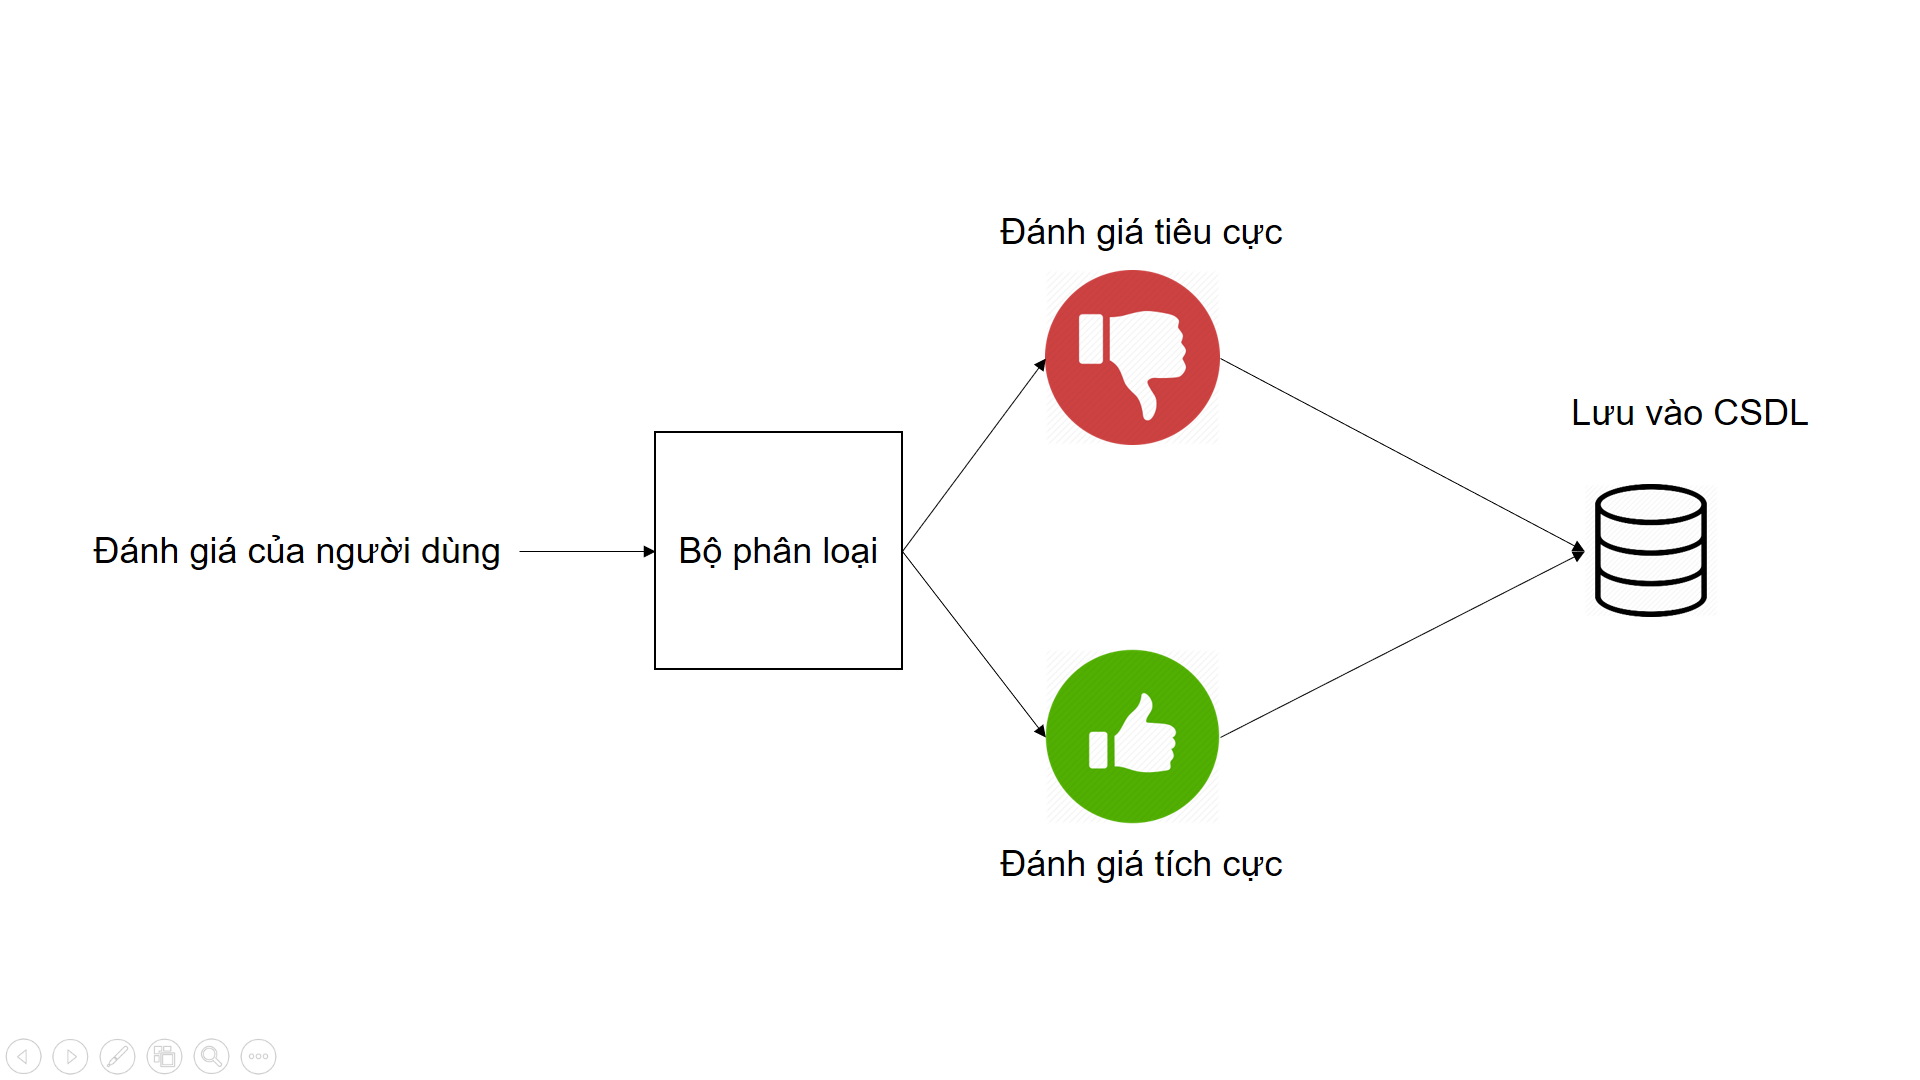 Đánh giá tiêu cực
Lưu vào CSDL
Đánh giá của người dùng
Bộ phân loại
Đánh giá tích cực